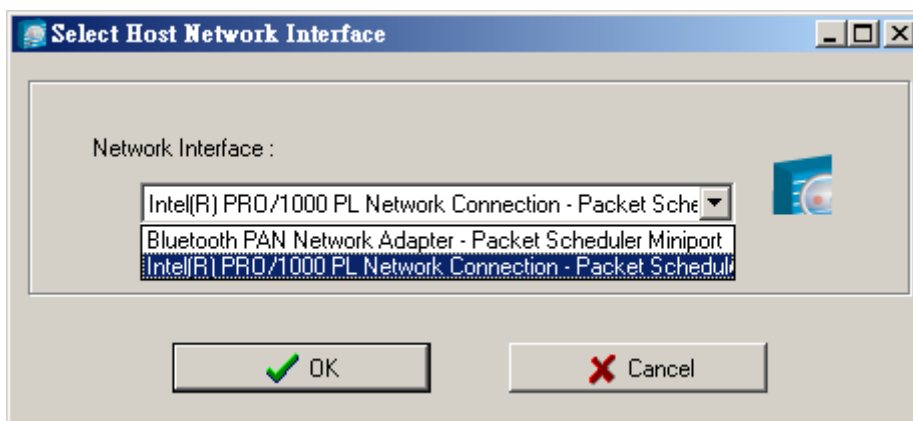 Select Host Network Interface
Network Interface :
Intel(R) PRO/1000 PL Network Connection - Packet Sche
Bluetooth PAN Network Adapter - Packet Scheduler Miniport
Intel(R) PRO/1000 PL Network Connection - Packet Schedul
OK
Cancel